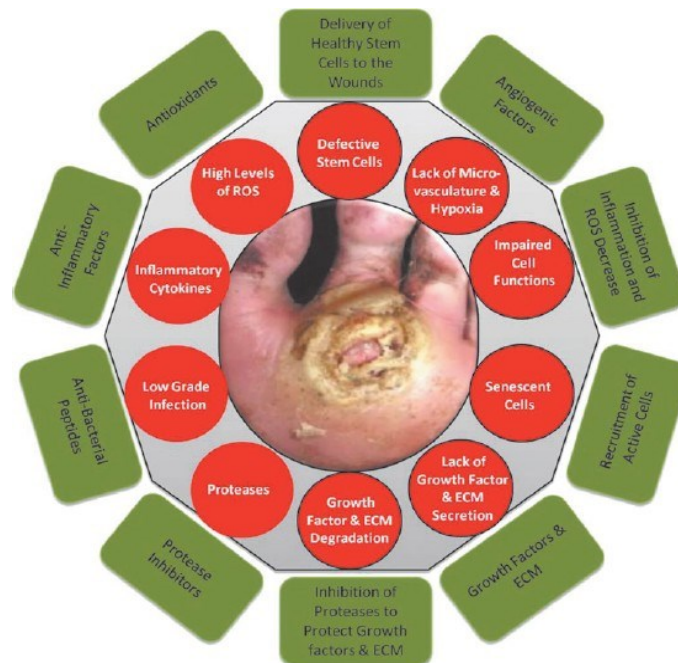 Delivery of
Healthy Stem
Cells to the
Wounds
Angiogenic
Factors
Inhibition of
Inflammation and
ROS Decrease
Recruitment of
Active Cells
Growth Factors &
ECM
Inhibition of
Proteases to
Protect Growth
factors & ECM
Protease
Inhibitors
Anti-Bacterial
Peptides
Anti-
Inflammatory
Factors
Antioxidants
Defective
Stem Cells
Lack of Micro-
vasculature &
Hypoxia
Impaired
Cell
Functions
Senescent
Cells
Lack of
Growth Factor
& ECM
Secretion
Growth
Factor & ECM
Degradation
Proteases
Low Grade
Infection
Inflammatory
Cytokines
High Levels
of ROS